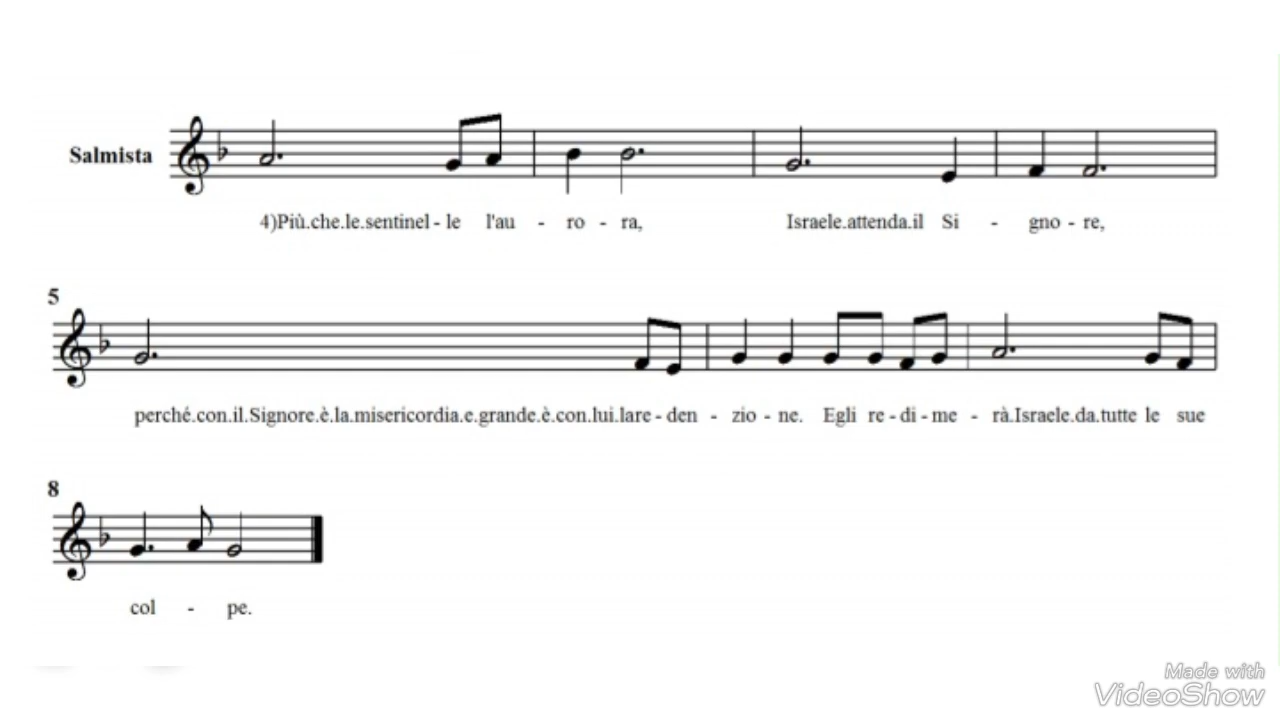 Salmista
4)Più.che.le.sentinel - le l'au - ro - ra, Israele.attenda.il Si - gno - re,
5
perché.con.il.Signore.è.la.misericordia.e.grande.è.con.lui.lare - den - zio - ne. Egli re - di - me - rà.Israele.da.tutte le sue
8
col - pe.
Made with
VideoShow